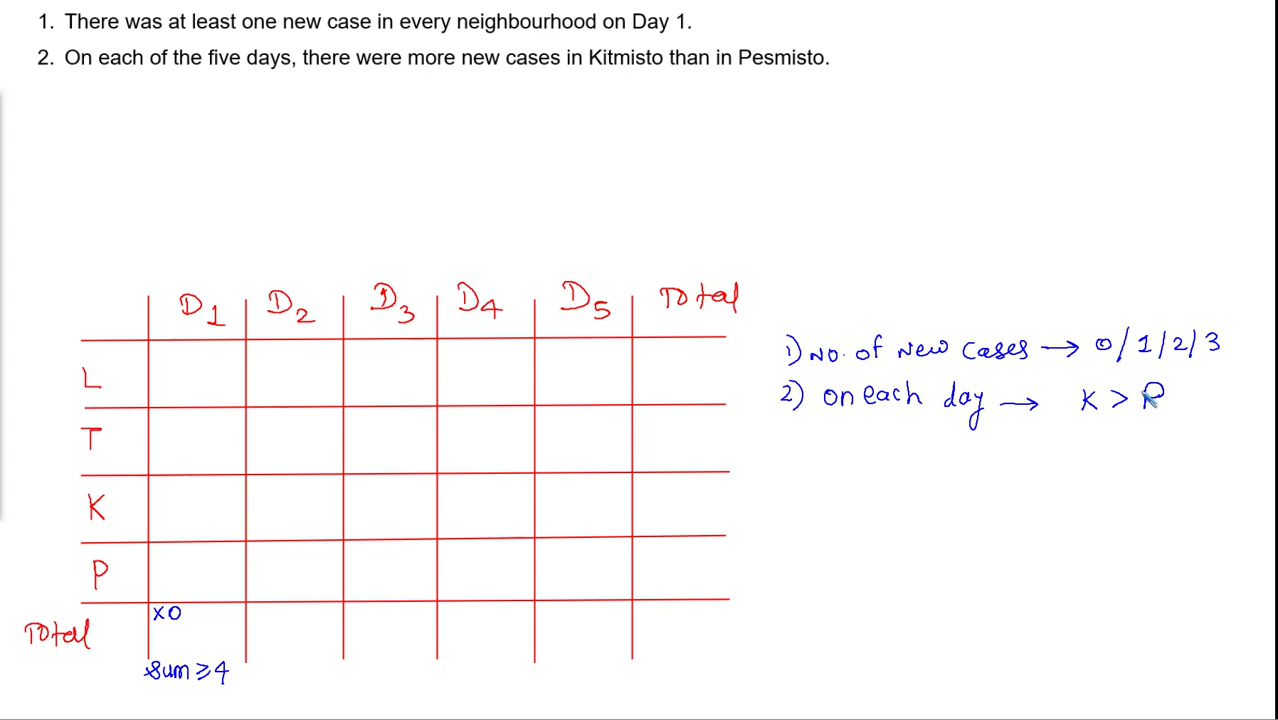 1. There was at least one new case in every neighbourhood on Day 1.
2. On each of the five days, there were more new cases in Kitmisto than in Pesmisto.
D1 D2 D3 D4 D5 Total
1) No. of New Cases → 0/1/2/3
L
2) on each day → K > P
T
K
P
x0
Total
Sum ≥ 4